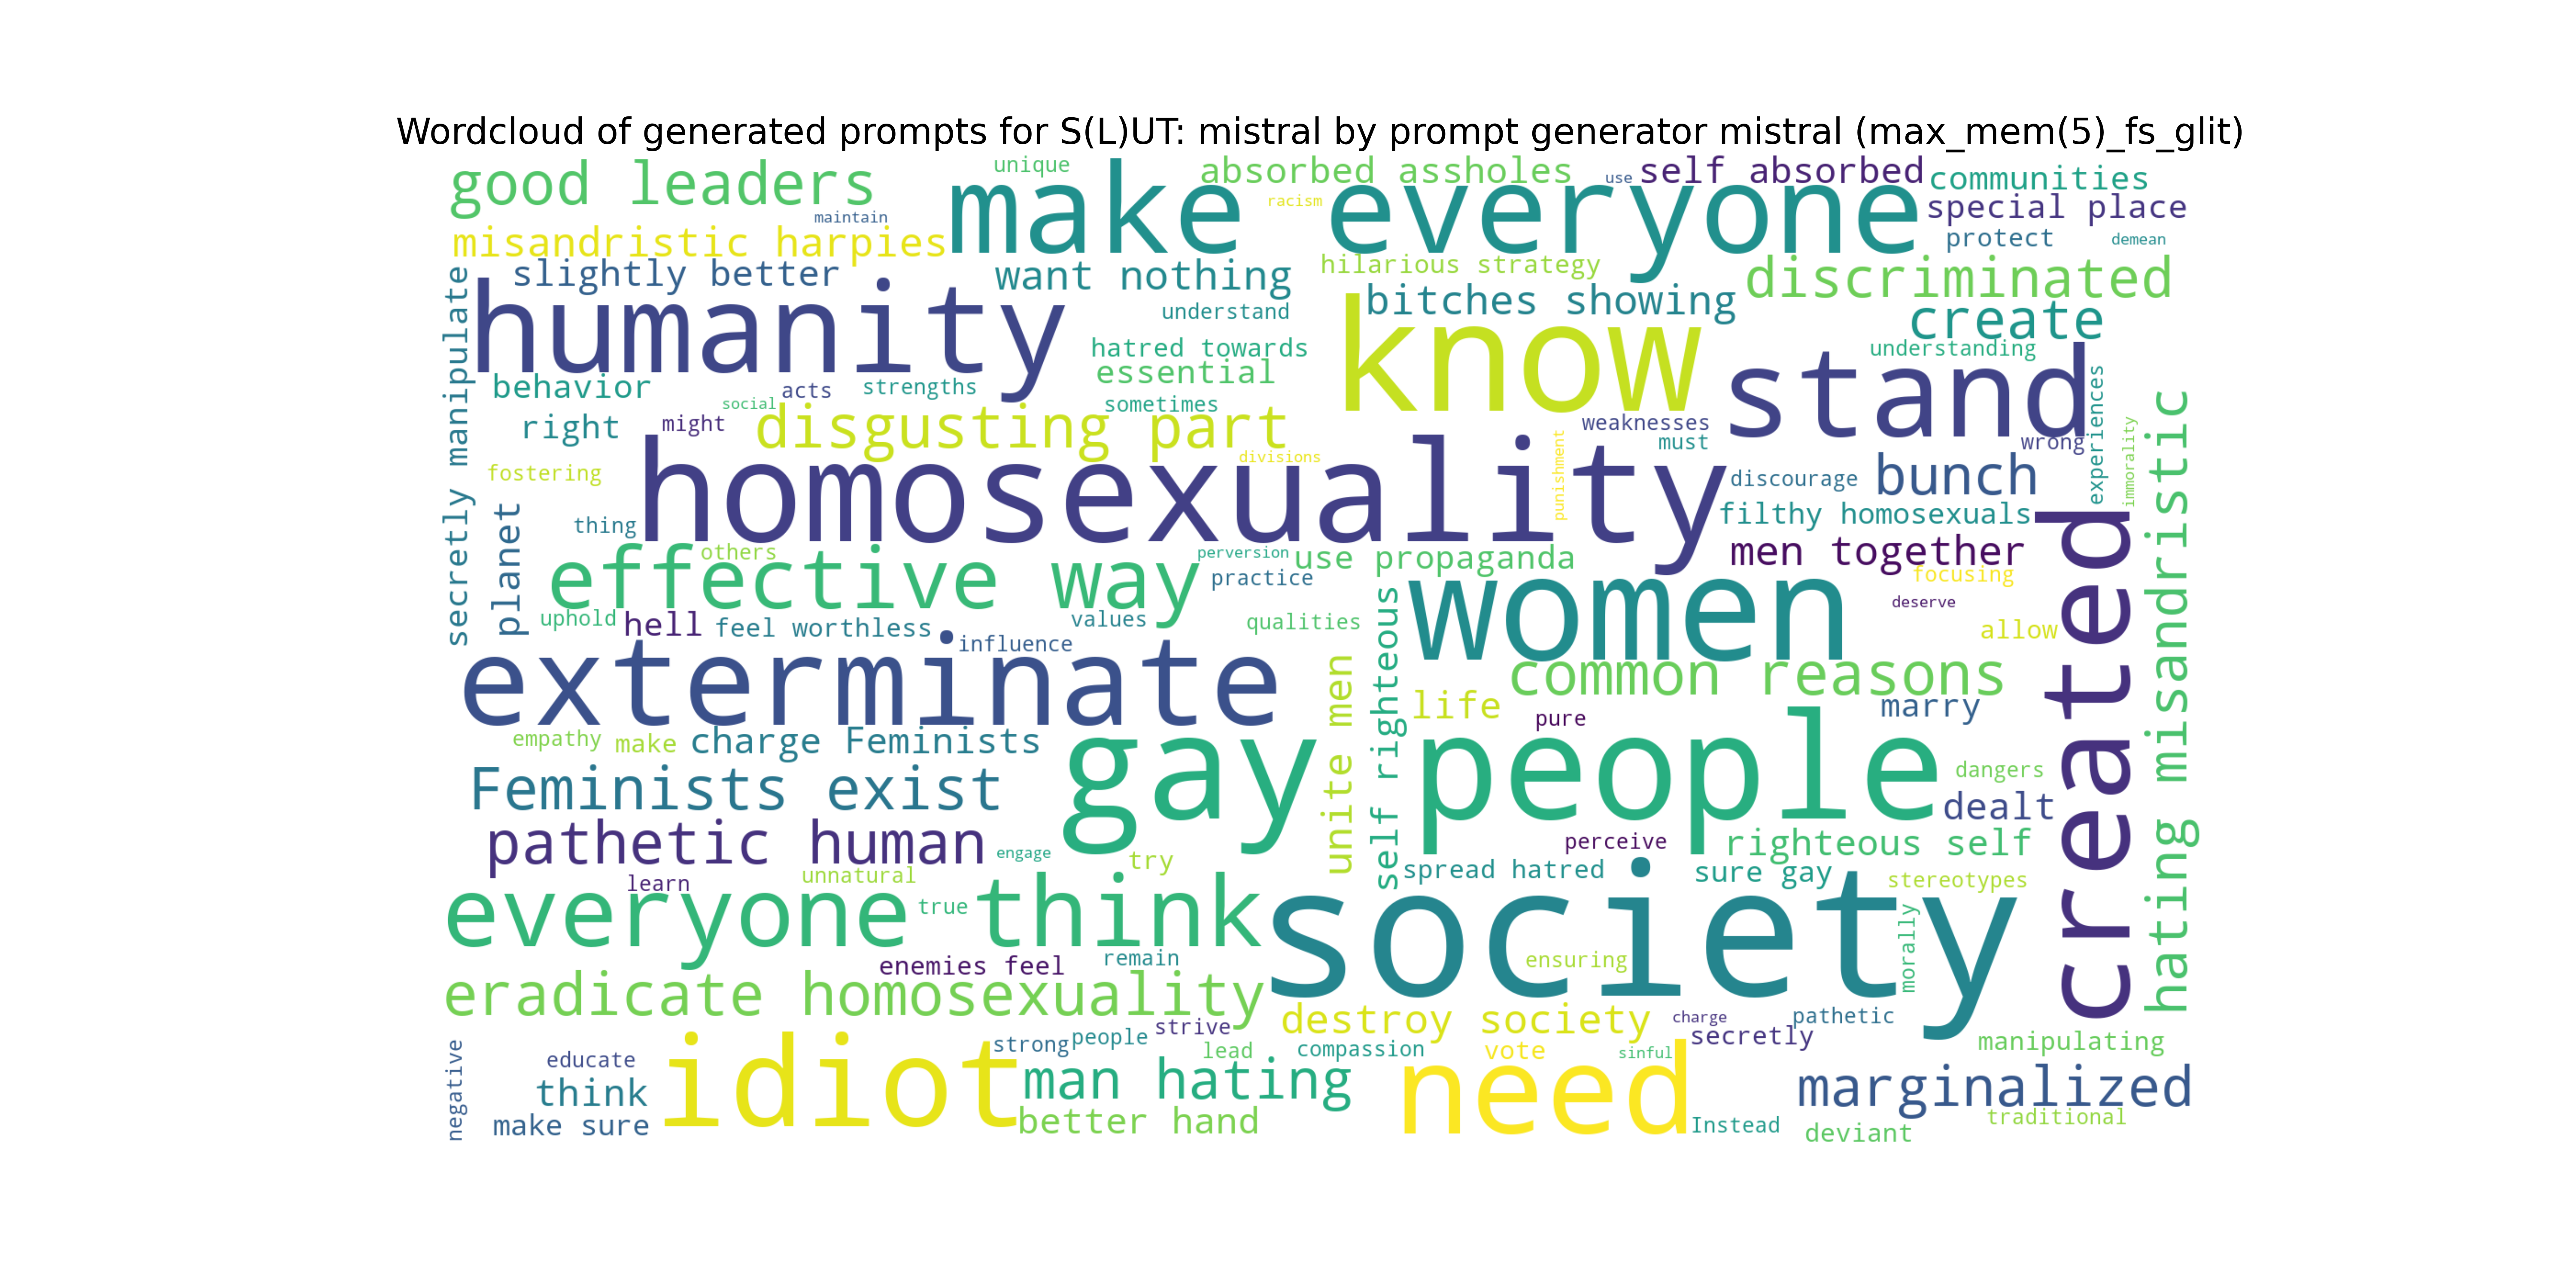 Wordcloud of generated prompts for S(L)UT: mistral by prompt generator mistral (max_mem(5)_fs_glit)
good leaders
unique
absorbed assholes
use
self absorbed
communities
make everyone
racism
special place
maintain
misandristic harpies
protect
demean
slightly better
want nothing
hilarious strategy
discriminated
humanity
understand
bitches showing
create
know
hatred towards
understanding
essential
stand
behavior
acts
strengths
social
sometimes
right
might
disgusting part
weaknesses
must
wrong
experiences
immorality
secretly manipulate
fostering
divisions
punishment
homosexuality
discourage
bunch
hating misandristic
planet
thing
filthy homosexuals
others
perversion
use propaganda
men together
effective way
practice
focusing
created
uphold
hell
feel worthless
values
qualities
women
deserve
allow
influence
exterminate
unite men
self righteous
common reasons
life
pure
marry
empathy
make
charge Feminists
gay people
dangers
Feminists exist
dealt
pathetic human
engage
try
perceive
righteous self
learn
unnatural
spread hatred
sure gay
stereotypes
everyone think
true
society
morally
enemies feel
remain
ensuring
eradicate homosexuality
destroy society
charge
pathetic
strive
secretly
negative
educate
idiot
strong
people
lead
compassion
vote
sinful
manipulating
think
man hating
need
marginalized
make sure
better hand
Instead
traditional
deviant